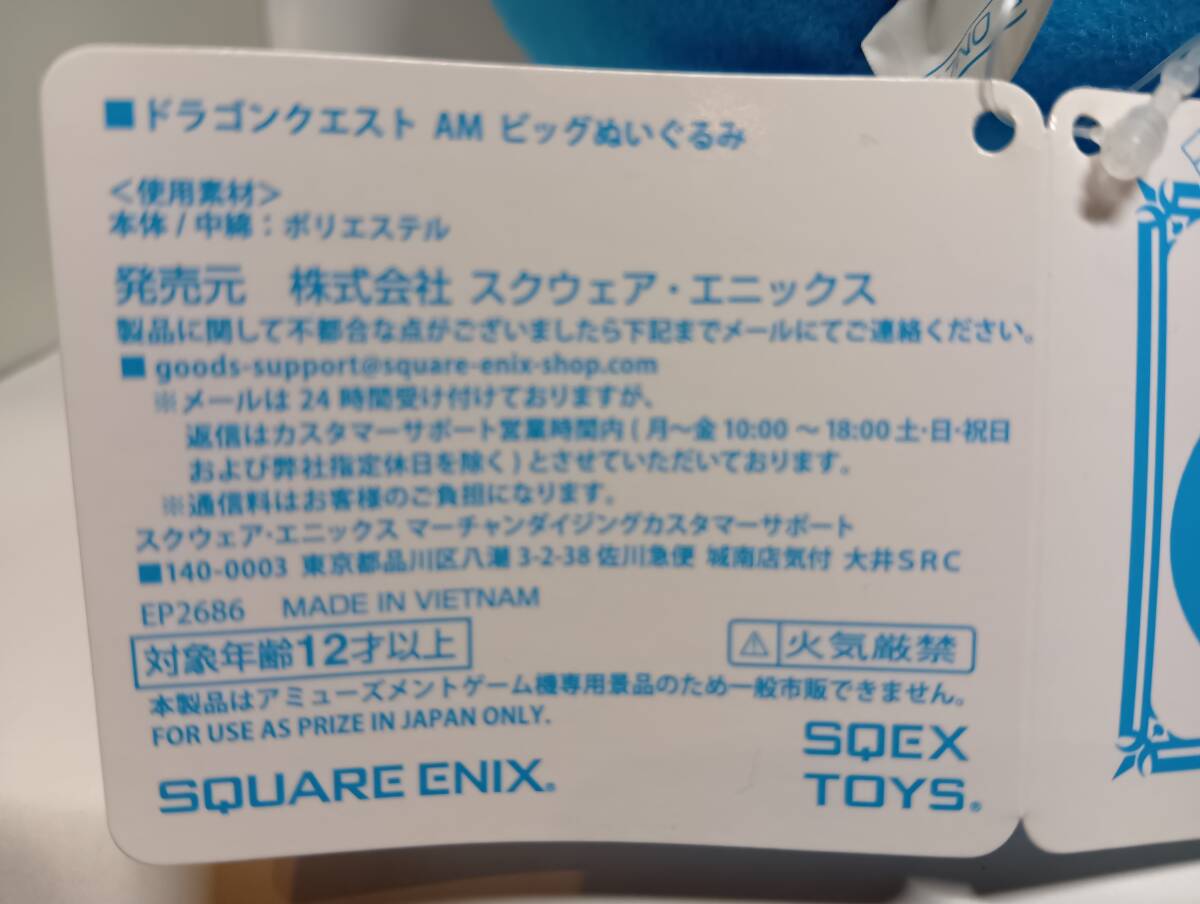 ■ドラゴンクエスト AM ビッグぬいぐるみ
<使用素材>
本体/中綿:ポリエステル
発売元 株式会社 スクウェア・エニックス
製品に関して不都合な点がございましたら下記までメールにてご連絡ください。
■ goods-support@square-enix-shop.com
※メールは24時間受け付けておりますが、
返信はカスタマーサポート営業時間内(月~金10:00 ~18:00土・日・祝日
および弊社指定休日を除く)とさせていただいております。
※通信料はお客様のご負担になります。
スクウェア・エニックス マーチャンダイジングカスタマーサポート
■140-0003 東京都品川区八潮3-2-38佐川急便 城南店気付 大井SRC
EP2686 MADE IN VIETNAM
対象年齢12才以上
⚠火気厳禁
本製品はアミューズメントゲーム機専用景品のため一般市販できません。
FOR USE AS PRIZE IN JAPAN ONLY.
SQUARE ENIX®
SQEX
TOYS®